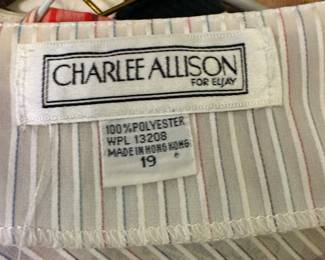 CHARLEE ALLISON
FOR ELJAY
100% POLYESTER
WPL 13208
MADE IN HONG KONG
19